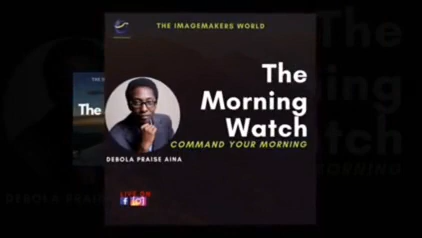 THE IMAGEMAKERS WORLD
The
Morning
Watch
COMMAND YOUR MORNING
DEBOLA PRAISE AINA
LIVE ON